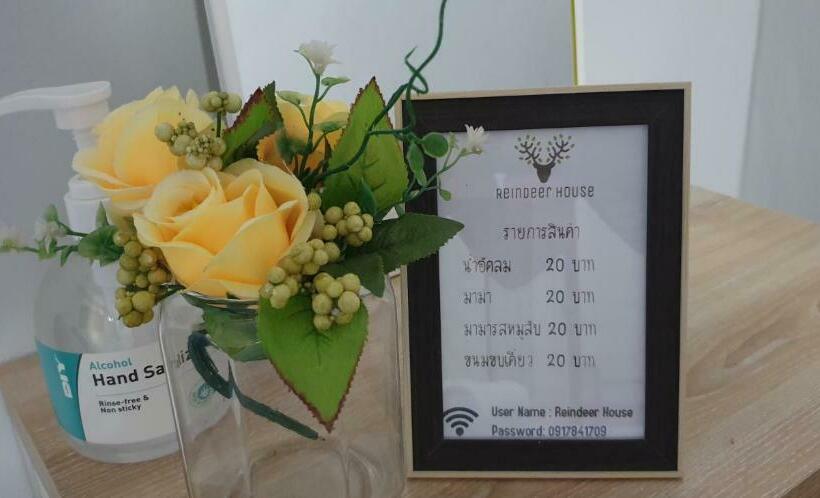 Reindeer House
รายการสินค้า
น้ำอัดลม 20 บาท
มามา 20 บาท
มามารสหมูสับ 20 บาท
ขนมขบเคี้ยว 20 บาท
User Name : Reindeer House
Password: 0917841709
DIY
Alcohol
Hand Sa
Rinse-free &
Non sticky